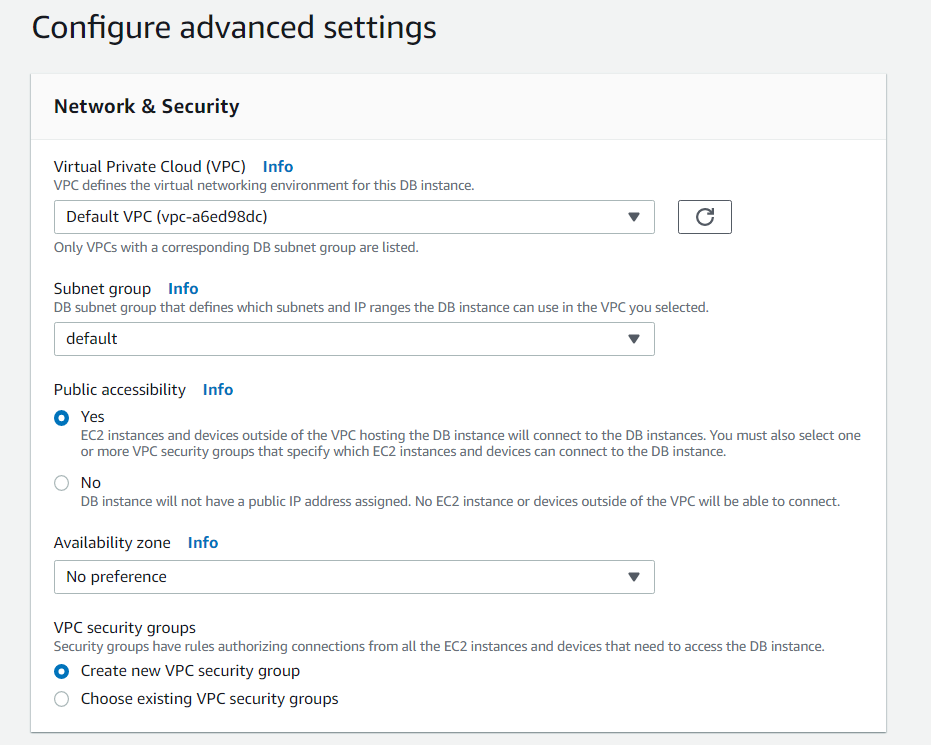 Configure advanced settings
Network & Security
Virtual Private Cloud (VPC) Info
VPC defines the virtual networking environment for this DB instance.
Default VPC (vpc-a6ed98dc)
Only VPCs with a corresponding DB subnet group are listed.
Subnet group Info
DB subnet group that defines which subnets and IP ranges the DB instance can use in the VPC you selected.
default
Public accessibility Info
Yes
EC2 instances and devices outside of the VPC hosting the DB instance will connect to the DB instances. You must also select one
or more VPC security groups that specify which EC2 instances and devices can connect to the DB instance.
No
DB instance will not have a public IP address assigned. No EC2 instance or devices outside of the VPC will be able to connect.
Availability zone Info
No preference
VPC security groups
Security groups have rules authorizing connections from all the EC2 instances and devices that need to access the DB instance.
Create new VPC security group
Choose existing VPC security groups